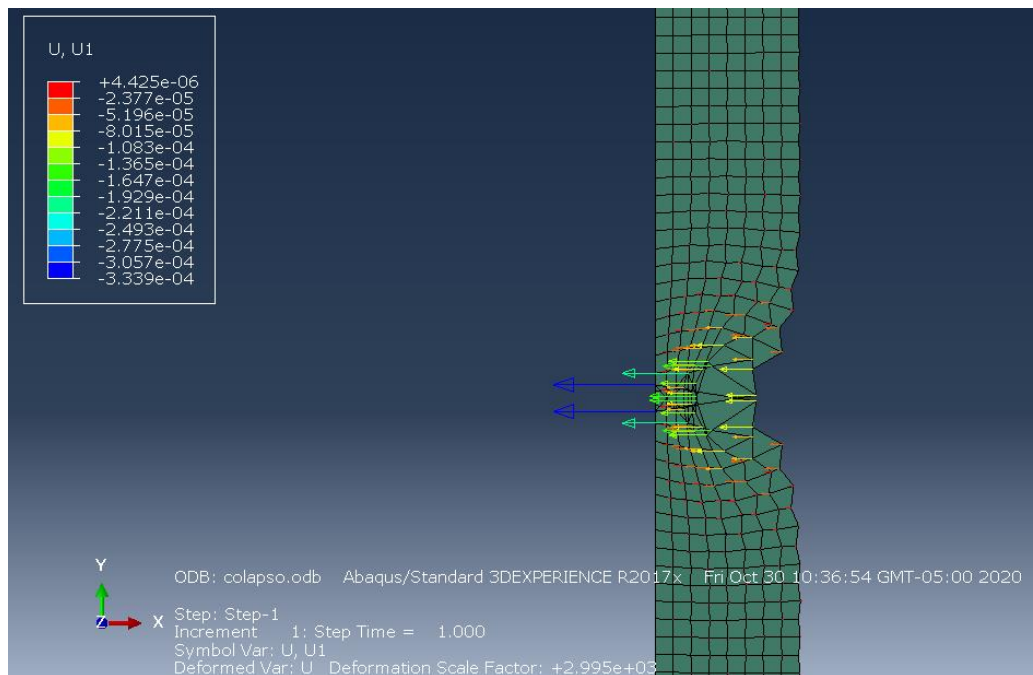 U, U1
+4.425e-06
-2.377e-05
-5.196e-05
-8.015e-05
-1.083e-04
-1.365e-04
-1.647e-04
-1.929e-04
-2.211e-04
-2.493e-04
-2.775e-04
-3.057e-04
-3.339e-04
Y
Z
X
ODB: colapso.odb Abaqus/Standard 3DEXPERIENCE R2017x Fri Oct 30 10:36:54 GMT-05:00 2020
Step: Step-1
Increment 1: Step Time = 1.000
Symbol Var: U, U1
Deformed Var: U Deformation Scale Factor: +2.995e+03